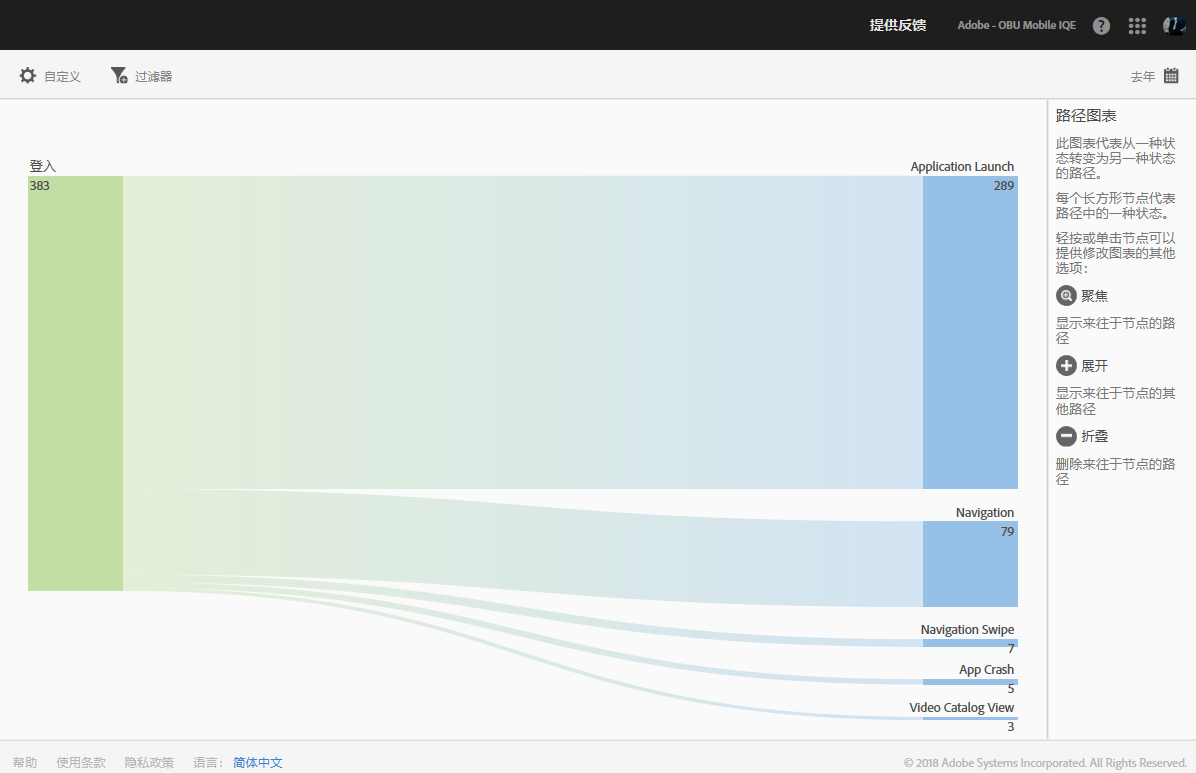 提供反馈
Adobe - OBU Mobile IQE
自定义
过滤器
去年
登入
383
Application Launch
289
Navigation
79
Navigation Swipe
7
App Crash
5
Video Catalog View
3
路径图表
此图表代表从一种状
态转变为另一种状态
的路径。
每个长方形节点代表
路径中的一种状态。
轻按或单击节点可以
提供修改图表的其他
选项：
聚焦
显示来往于节点的路
径
展开
显示来往于节点的其
他路径
折叠
删除来往于节点的路
径
帮助
使用条款
隐私政策
语言：
简体中文
© 2018 Adobe Systems Incorporated. All Rights Reserved.